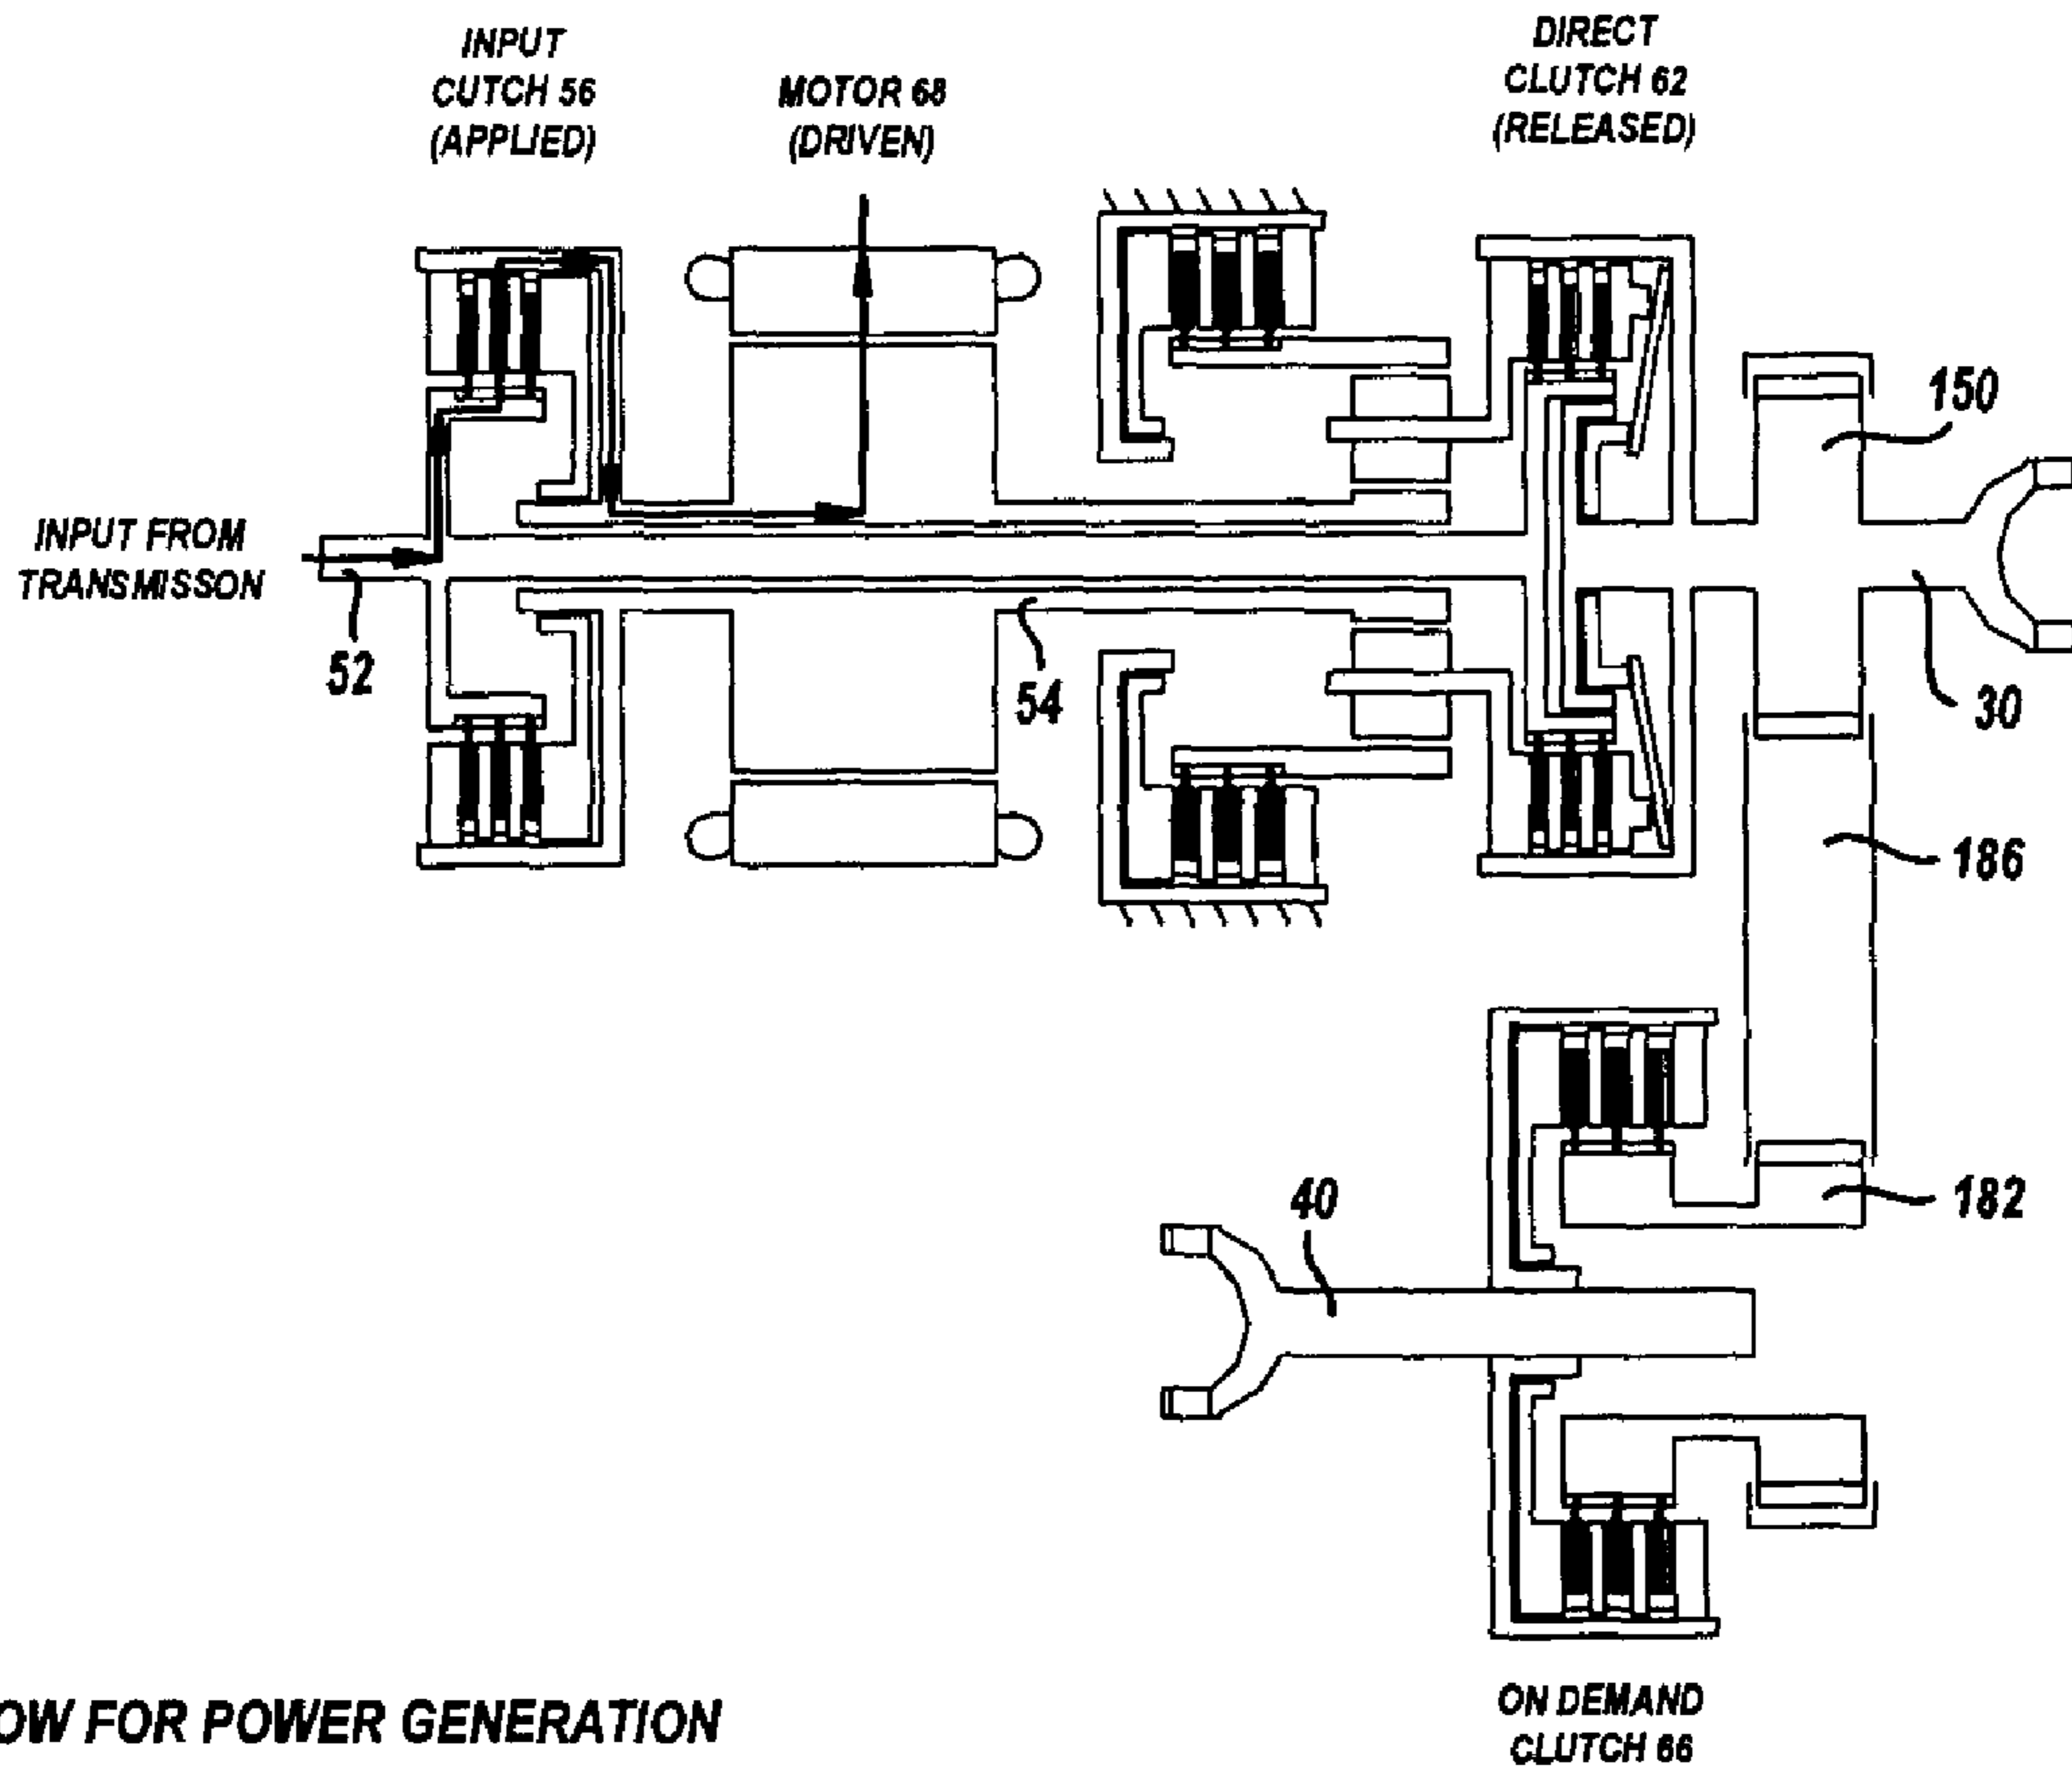 INPUT
CUTCH 56
(APPLIED)
MOTOR 68
(DRIVEN)
DIRECT
CLUTCH 62
(RELEASED)
150
INPUT FROM
TRANSMISSON
52
54
30
186
40
182
OW FOR POWER GENERATION
ON DEMAND
CLUTCH 66